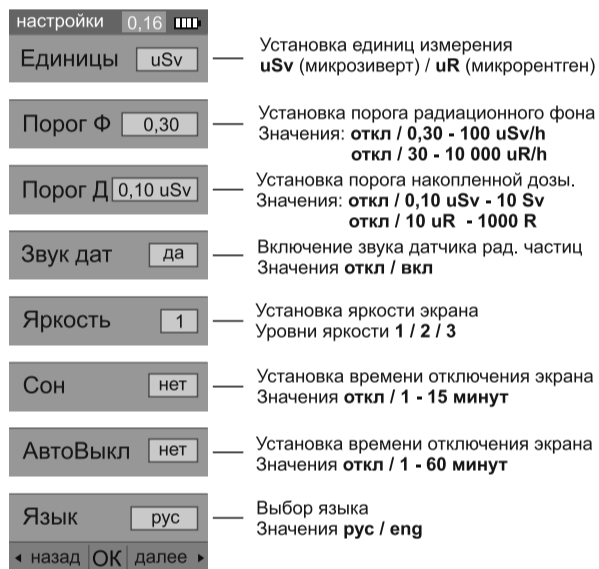 настройки 0,16
Единицы uSv
Установка единиц измерения
uSv (микрозиверт) / uR (микрорентген)
Порог Ф 0,30
Установка порога радиационного фона
Значения: откл / 0,30 - 100 uSv/h
откл / 30 - 10 000 uR/h
Порог Д 0,10 uSv
Установка порога накопленной дозы.
Значения: откл / 0,10 uSv - 10 Sv
откл / 10 uR - 1000 R
Звук дат да
Включение звука датчика рад. частиц
Значения откл / вкл
Яркость 1
Установка яркости экрана
Уровни яркости 1 / 2 / 3
Сон нет
Установка времени отключения экрана
Значения откл / 1 - 15 минут
АвтоВыкл нет
Установка времени отключения экрана
Значения откл / 1 - 60 минут
Язык рус
Выбор языка
Значения рус / eng
назад ОК далее